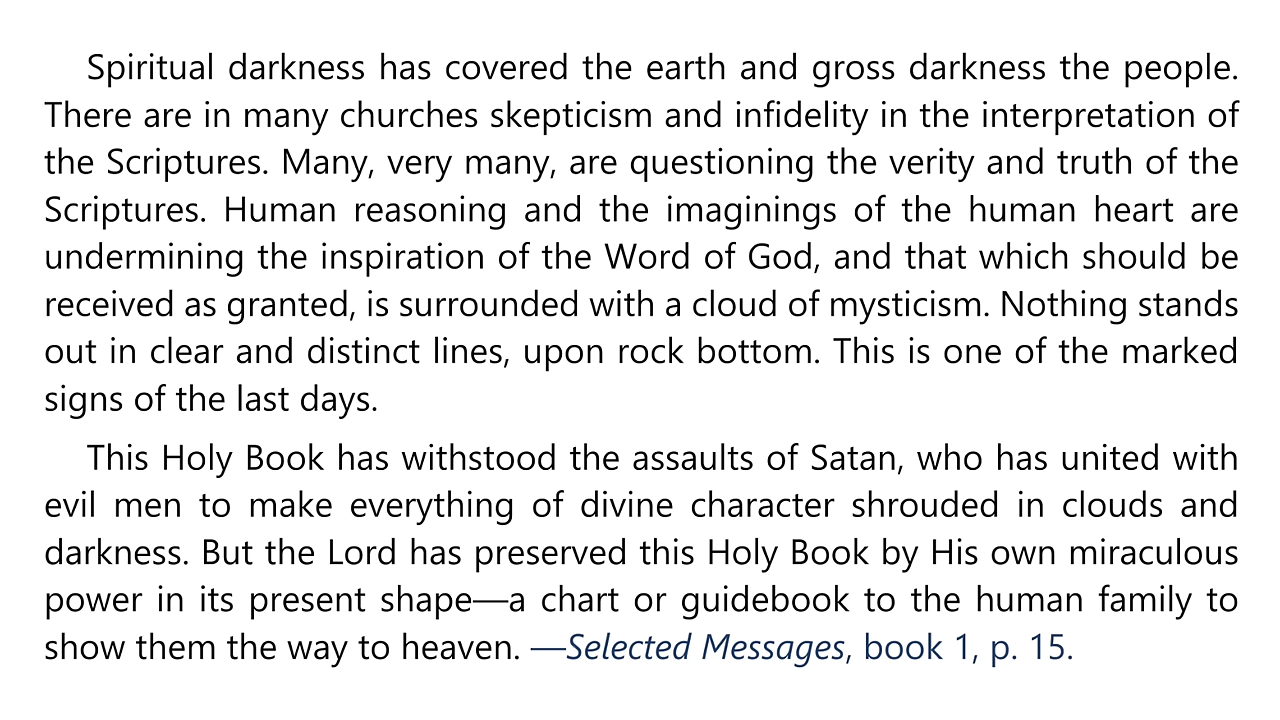 Spiritual darkness has covered the earth and gross darkness the people.
There are in many churches skepticism and infidelity in the interpretation of
the Scriptures. Many, very many, are questioning the verity and truth of the
Scriptures. Human reasoning and the imaginings of the human heart are
undermining the inspiration of the Word of God, and that which should be
received as granted, is surrounded with a cloud of mysticism. Nothing stands
out in clear and distinct lines, upon rock bottom. This is one of the marked
signs of the last days.
This Holy Book has withstood the assaults of Satan, who has united with
evil men to make everything of divine character shrouded in clouds and
darkness. But the Lord has preserved this Holy Book by His own miraculous
power in its present shape—a chart or guidebook to the human family to
show them the way to heaven. —Selected Messages, book 1, p. 15.